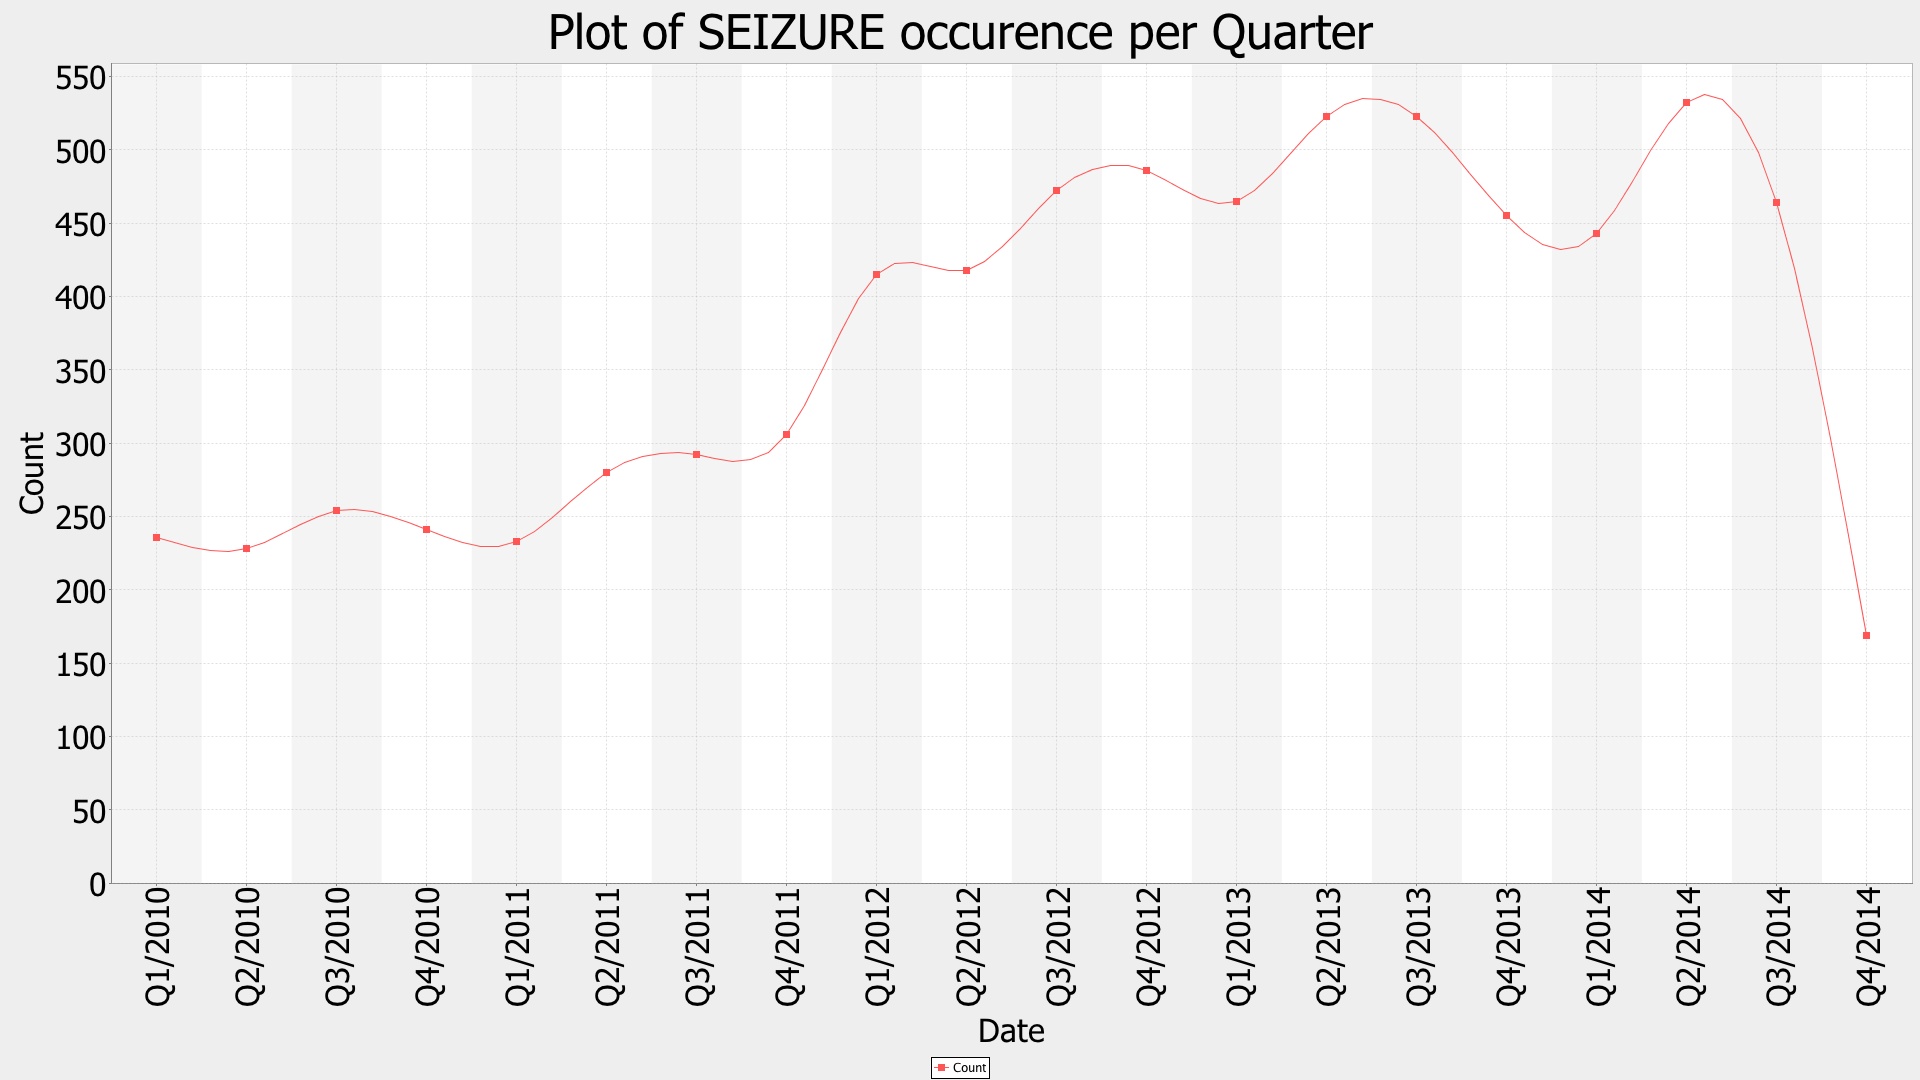 Plot of SEIZURE occurence per Quarter
550
500
450
400
350
300
250
200
150
100
50
0
Count
Q1/2010
Q2/2010
Q3/2010
Q4/2010
Q1/2011
Q2/2011
Q3/2011
Q4/2011
Q1/2012
Q2/2012
Q3/2012
Q4/2012
Q1/2013
Q2/2013
Q3/2013
Q4/2013
Q1/2014
Q2/2014
Q3/2014
Q4/2014
Date
Count